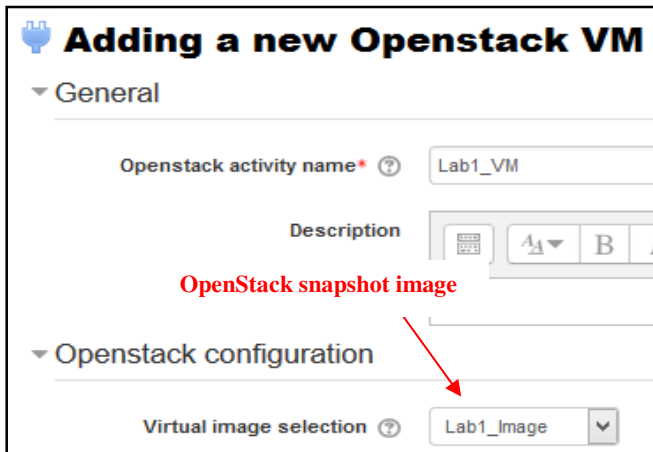 Adding a new Openstack VM
General
Openstack activity name* Lab1_VM
Description B
OpenStack snapshot image
Openstack configuration
Virtual image selection Lab1_Image